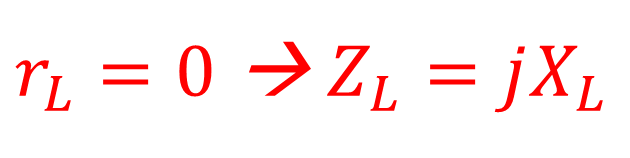 r_L = 0 → Z_L = jX_L